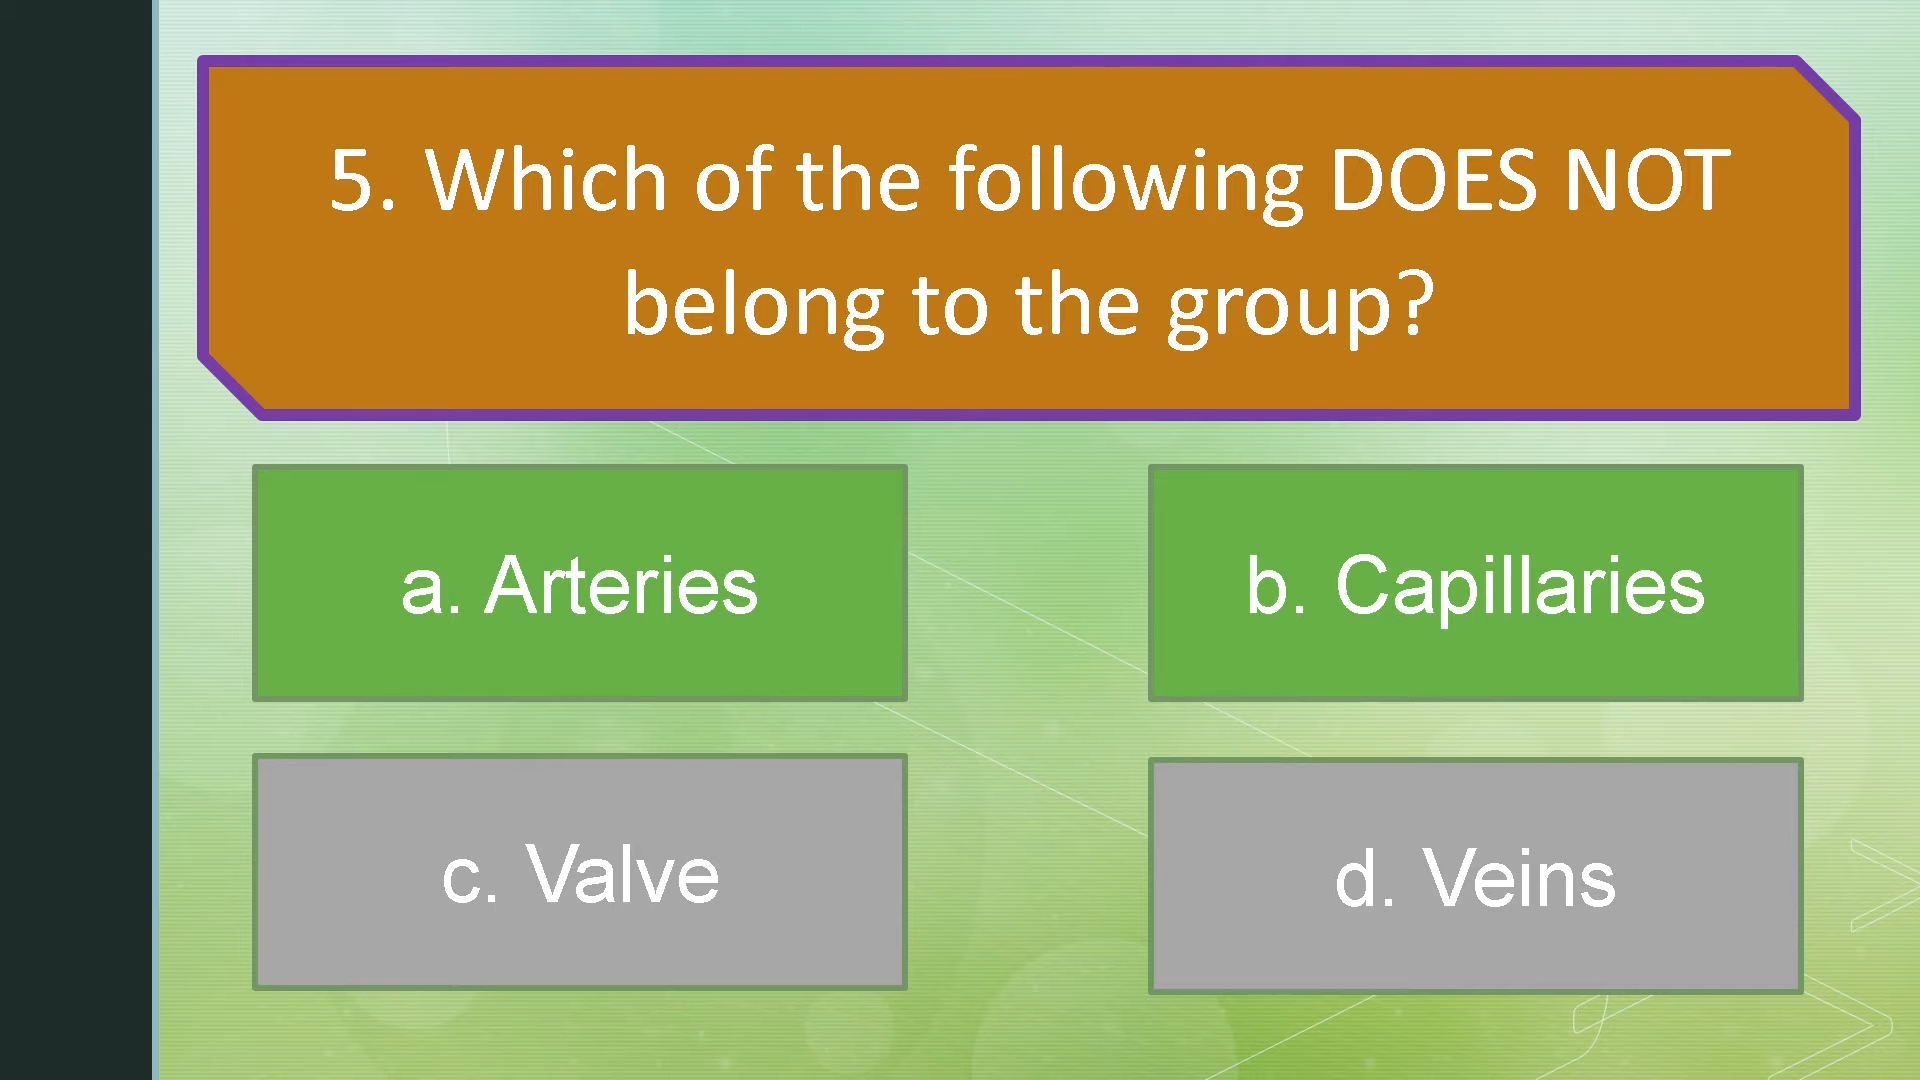 5. Which of the following DOES NOT
belong to the group?
a. Arteries
b. Capillaries
c. Valve
d. Veins